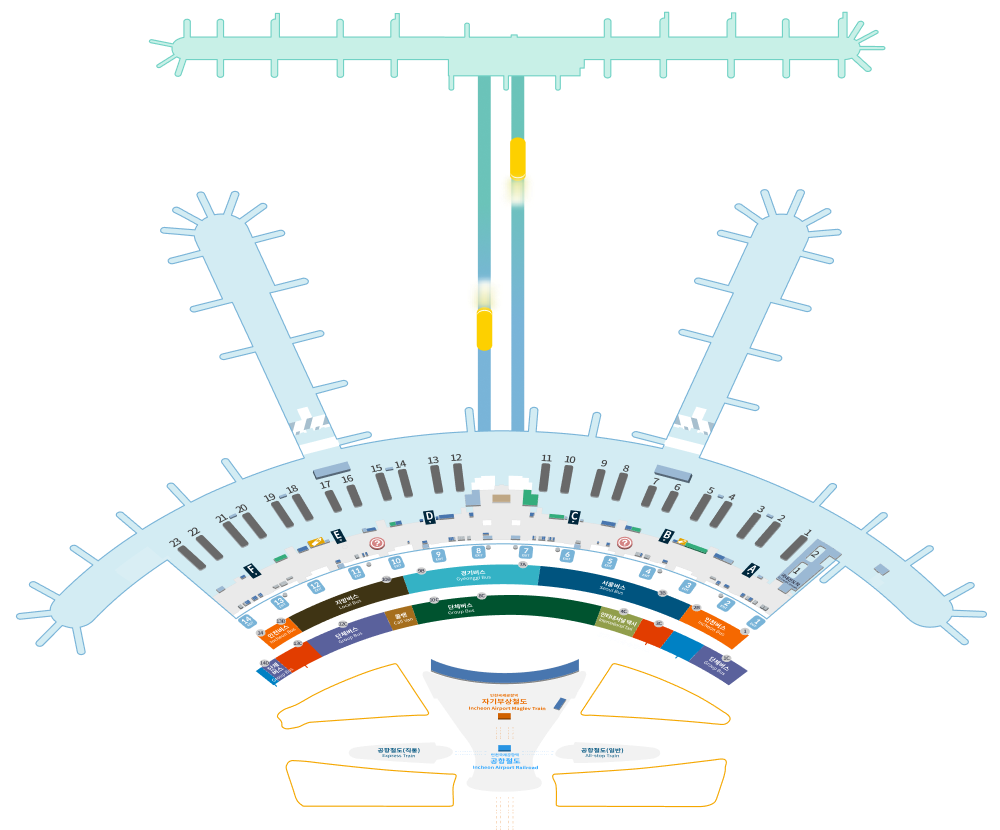 12
11
13
10
14
9
15
8
16
7
17
6
18
5
19
4
20
3
21
2
22
1
23
D
C
E
B
F
A
2
1
?
?
8
7
9
6
10
5
11
4
12
3
13
2
14
1
경기버스
Gyeonggi Bus
서울버스
Seoul Bus
지방버스
Local Bus
인천버스
Incheon Bus
인천버스
Incheon Bus
단체버스
Group Bus
콜밴
Call Van
단체버스
Group Bus
단체
버스
Group Bus
단체버스
Group Bus
인천국제공항역
자기부상철도
Incheon Airport Maglev Train
공항철도(직통)
Express Train
공항철도(일반)
All-stop Train
인천국제공항역
공항철도
Incheon Airport Railroad